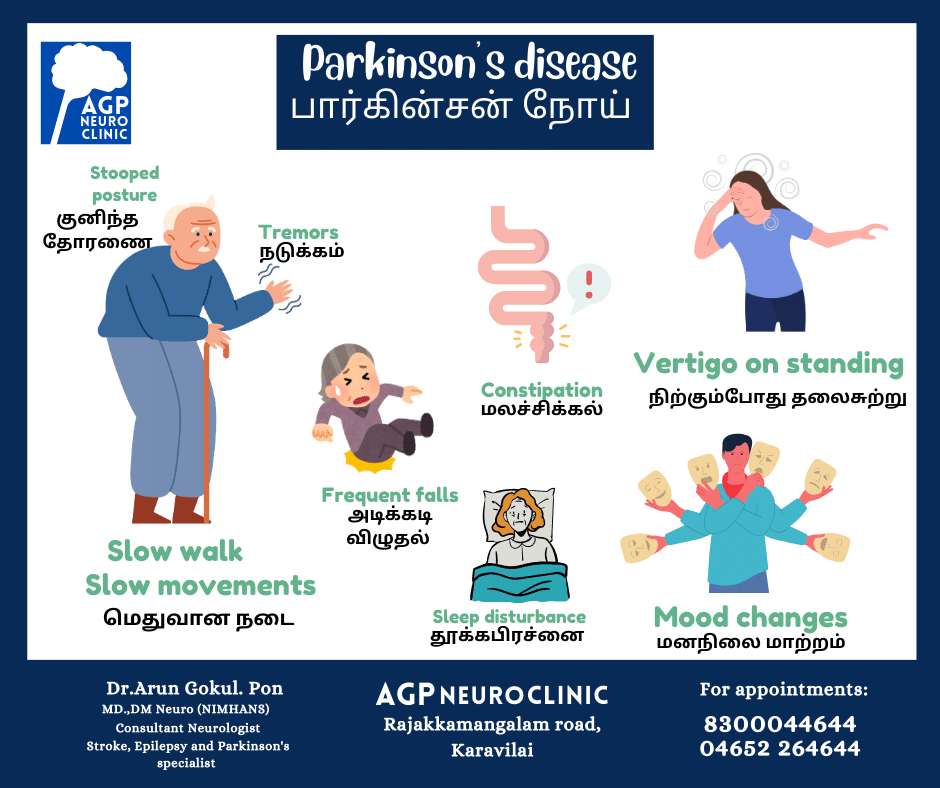 AGP
NEURO
CLINIC
Parkinson's disease
பார்கின்சன் நோய்
Stooped
posture
குனிந்த
தோரணை
Tremors
நடுக்கம்
Constipation
மலச்சிக்கல்
Vertigo on standing
நிற்கும்போது தலைசுற்று
Frequent falls
அடிக்கடி
விழுதல்
Slow walk
Slow movements
மெதுவான நடை
Sleep disturbance
தூக்கபிரச்னை
Mood changes
மனநிலை மாற்றம்
Dr.Arun Gokul. Pon
MD.,DM Neuro (NIMHANS)
Consultant Neurologist
Stroke, Epilepsy and Parkinson's
specialist
AGP NEUROCLINIC
Rajakkamangalam road,
Karavilai
For appointments:
8300044644
04652 264644